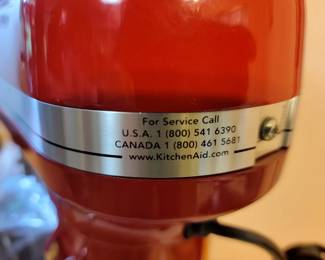 For Service Call
U.S.A. 1 (800) 541 6390
CANADA 1 (800) 461 5681
www.KitchenAid.com